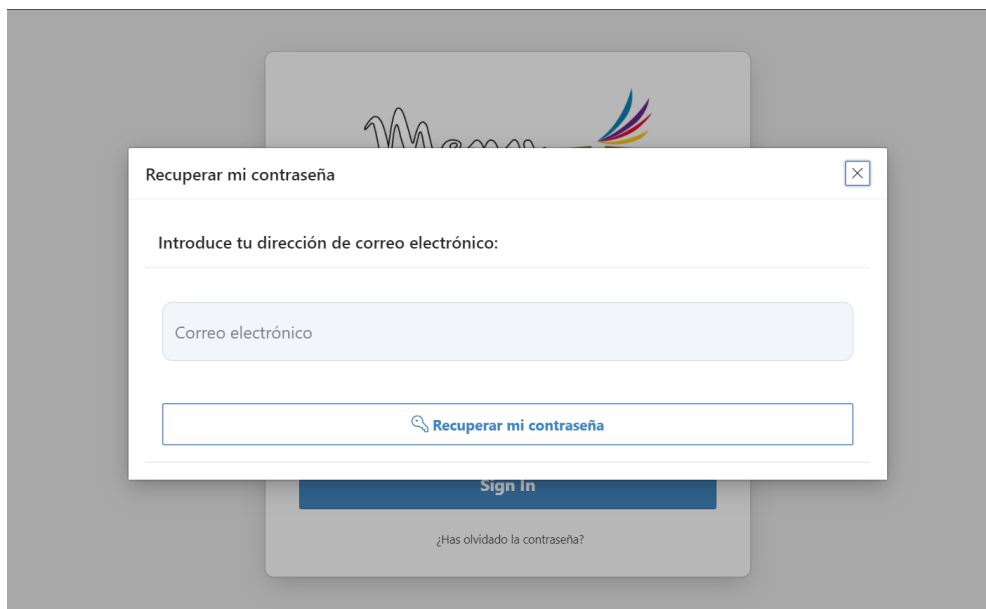 Recuperar mi contraseña
Introduce tu dirección de correo electrónico:
Correo electrónico
Recuperar mi contraseña
Sign In
¿Has olvidado la contraseña?